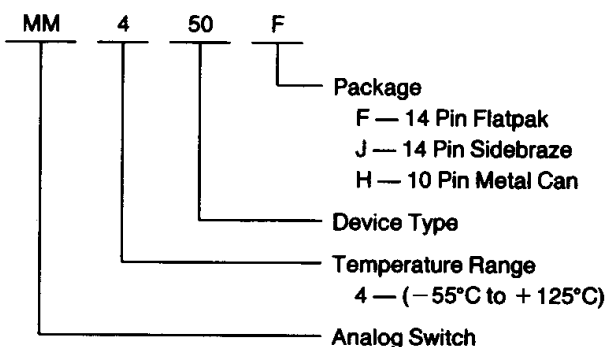 MM 4 50 F
Package
F — 14 Pin Flatpak
J — 14 Pin Sidebraze
H — 10 Pin Metal Can
Device Type
Temperature Range
4 — (−55°C to +125°C)
Analog Switch